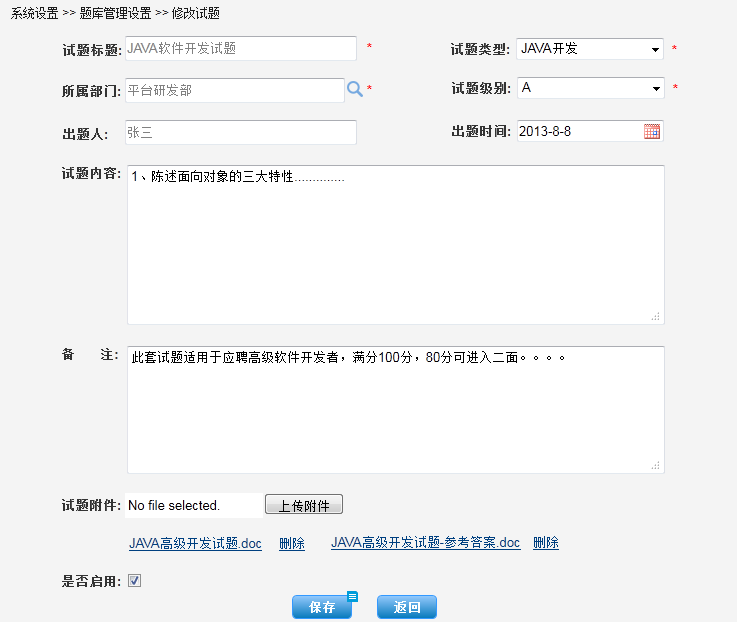 系统设置 >> 题库管理设置 >> 修改试题
试题标题: JAVA软件开发试题 * 试题类型: JAVA开发 *
所属部门: 平台研发部 * 试题级别: A *
出题人: 张三 出题时间: 2013-8-8
试题内容: 1、陈述面向对象的三大特性..............
备 注: 此套试题适用于应聘高级软件开发者，满分100分，80分可进入二面。。。。
试题附件: No file selected. 上传附件
JAVA高级开发试题.doc 删除 JAVA高级开发试题-参考答案.doc 删除
是否启用:
保存 返回